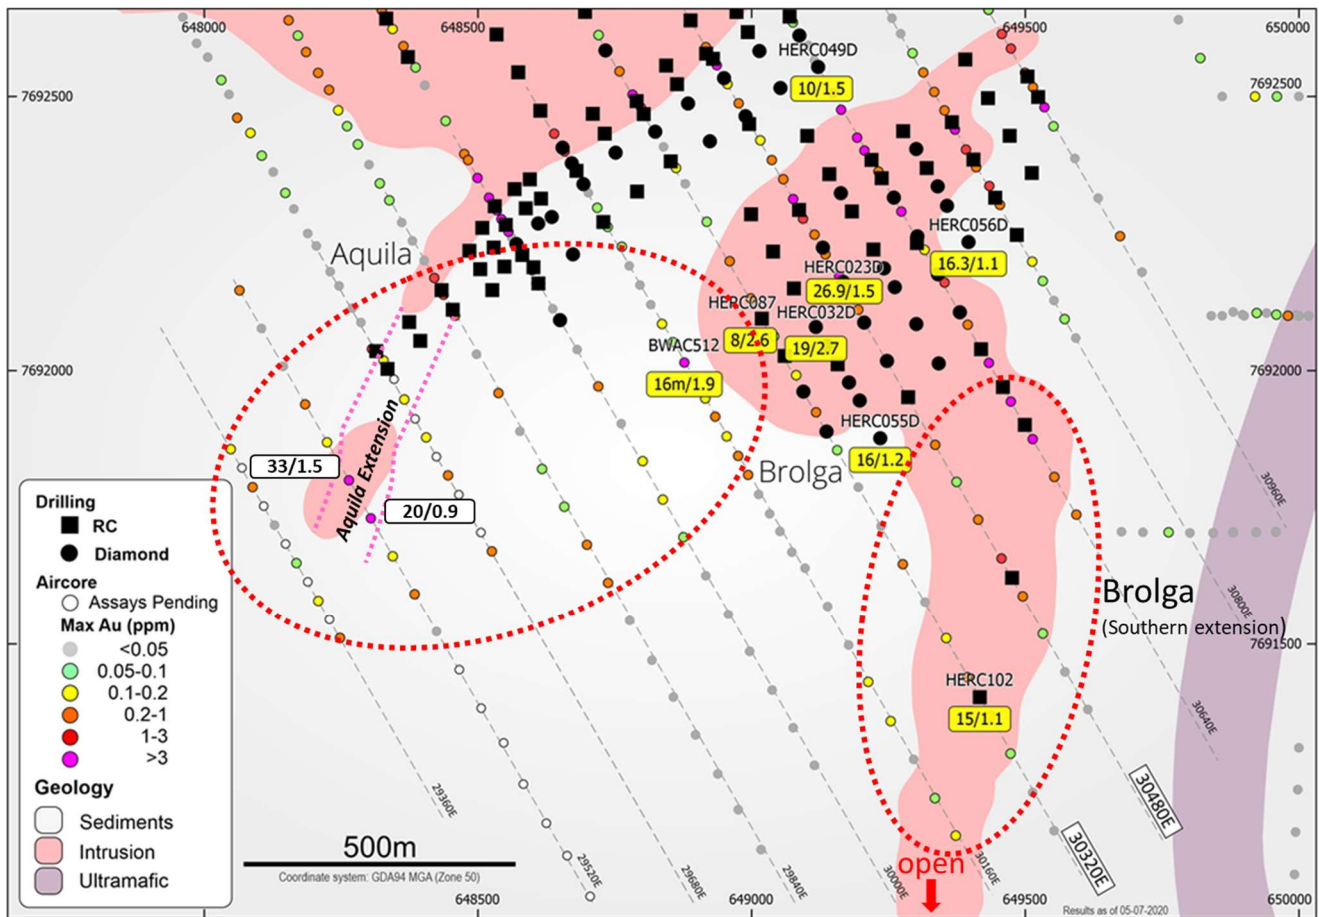 648000
648500
649500
650000
HERC049D
7692500
10/1.5
7692500
Aquila
HERC056D
16.3/1.1
HERC023D
26.9/1.5
HERC087
HERC032D
8/2.6
19/2.7
BWAC512
16m/1.9
7692000
7692000
HERC055D
16/1.2
Brolga
Aquila Extension
33/1.5
20/0.9
30960E
Drilling
RC
Diamond
Aircore
Assays Pending
Max Au (ppm)
<0.05
0.05-0.1
0.1-0.2
0.2-1
1-3
>3
Geology
Sediments
Intrusion
Ultramafic
Brolga
(Southern extension)
30800E
7691500
30640E
HERC102
15/1.1
30480E
30320E
29360E
500m
Coordinate system: GDA94 MGA (Zone 50)
29520E
29680E
29840E
30000E
30160E
open
648500
649000
649500
650000
Results as of 05-07-2020